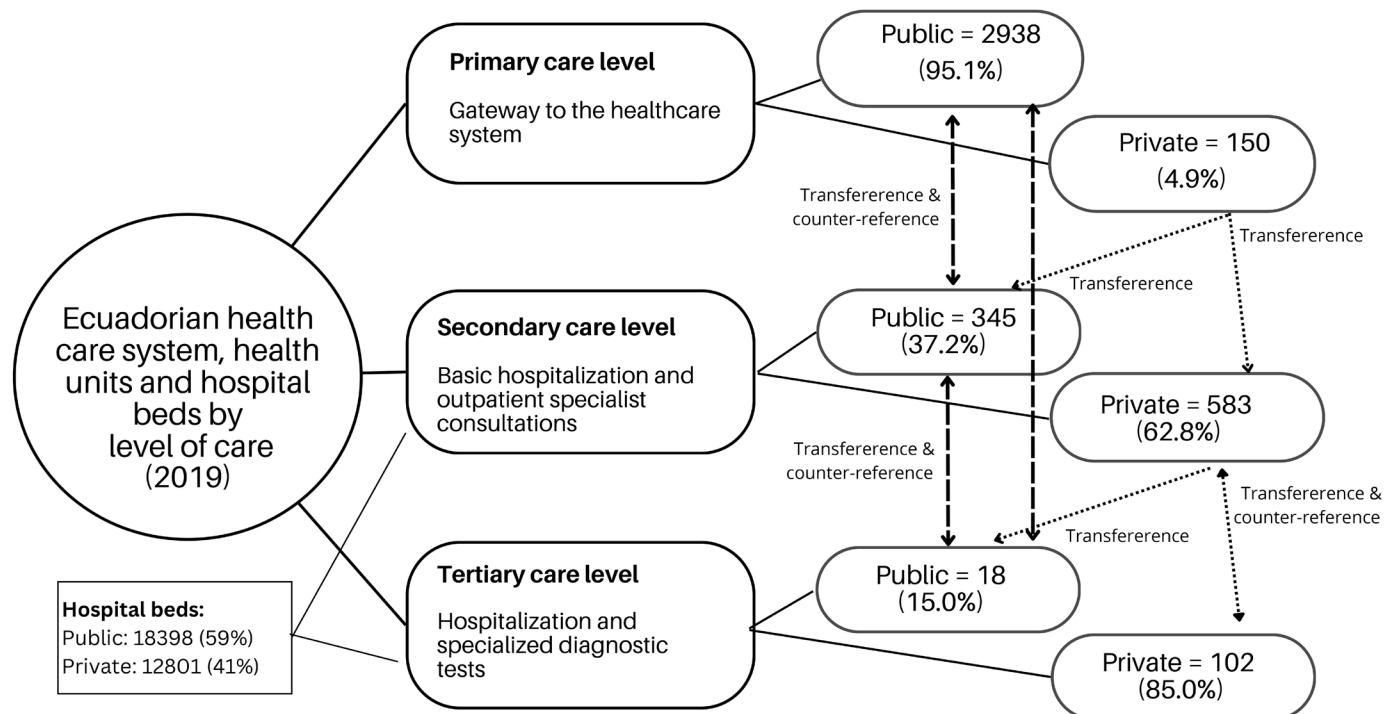 Ecuadorian health
care system, health
units and hospital
beds by
level of care
(2019)
Hospital beds:
Public: 18398 (59%)
Private: 12801 (41%)
Primary care level
Gateway to the healthcare
system
Public = 2938
(95.1%)
Private = 150
(4.9%)
Transfererence &
counter-reference
Transfererence
Transfererence
Secondary care level
Basic hospitalization and
outpatient specialist
consultations
Public = 345
(37.2%)
Private = 583
(62.8%)
Transfererence &
counter-reference
Transfererence
Transfererence &
counter-reference
Tertiary care level
Hospitalization and
specialized diagnostic
tests
Public = 18
(15.0%)
Private = 102
(85.0%)